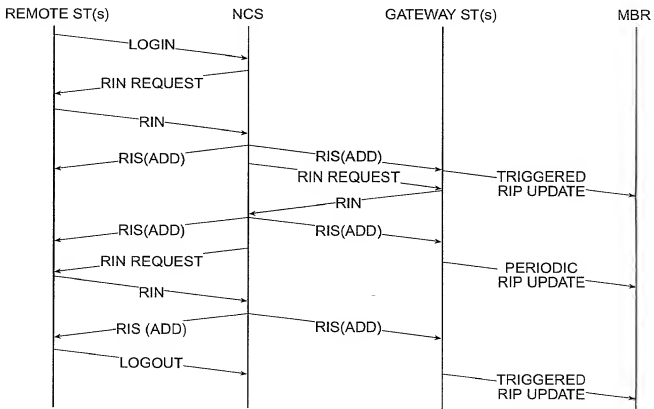 REMOTE ST(s) NCS GATEWAY ST(s) MBR
LOGIN
RIN REQUEST
RIN
RIS(ADD) RIS(ADD)
RIN REQUEST
TRIGGERED
RIP UPDATE
RIN
RIS(ADD) RIS(ADD)
RIN REQUEST
PERIODIC
RIP UPDATE
RIN
RIS (ADD) RIS(ADD)
LOGOUT
TRIGGERED
RIP UPDATE